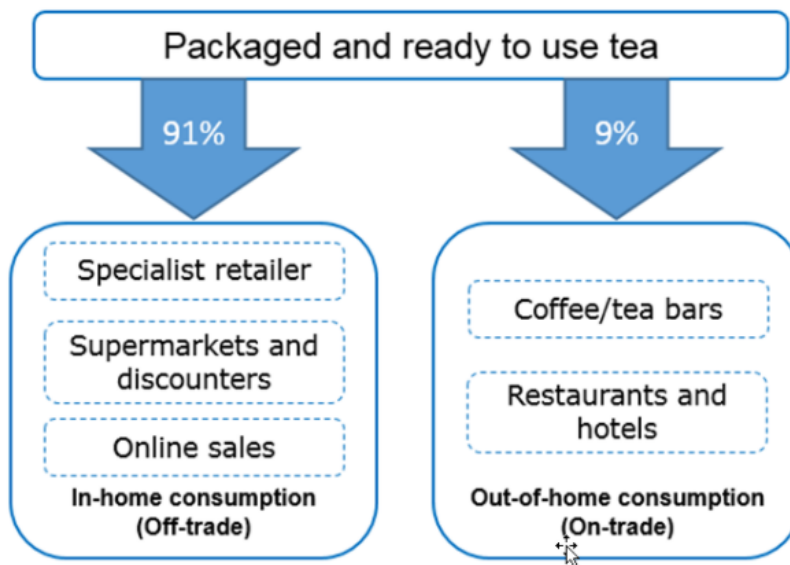 Packaged and ready to use tea
91%
9%
Specialist retailer
Supermarkets and
discounters
Online sales
In-home consumption
(Off-trade)
Coffee/tea bars
Restaurants and
hotels
Out-of-home consumption
(On-trade)